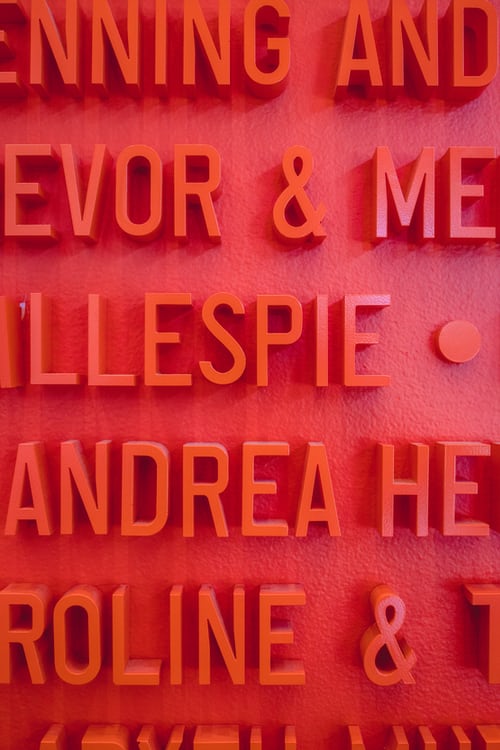 ENNING AND
EVOR & ME
ILLESPIE •
ANDREA HE
ROLINE & T